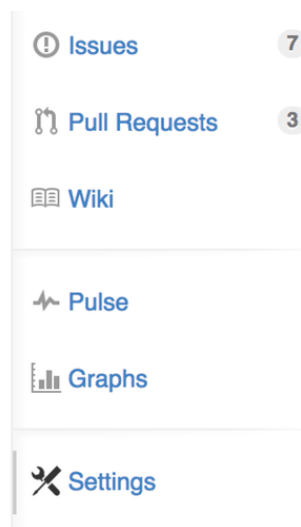 Issues 7
Pull Requests 3
Wiki
Pulse
Graphs
Settings